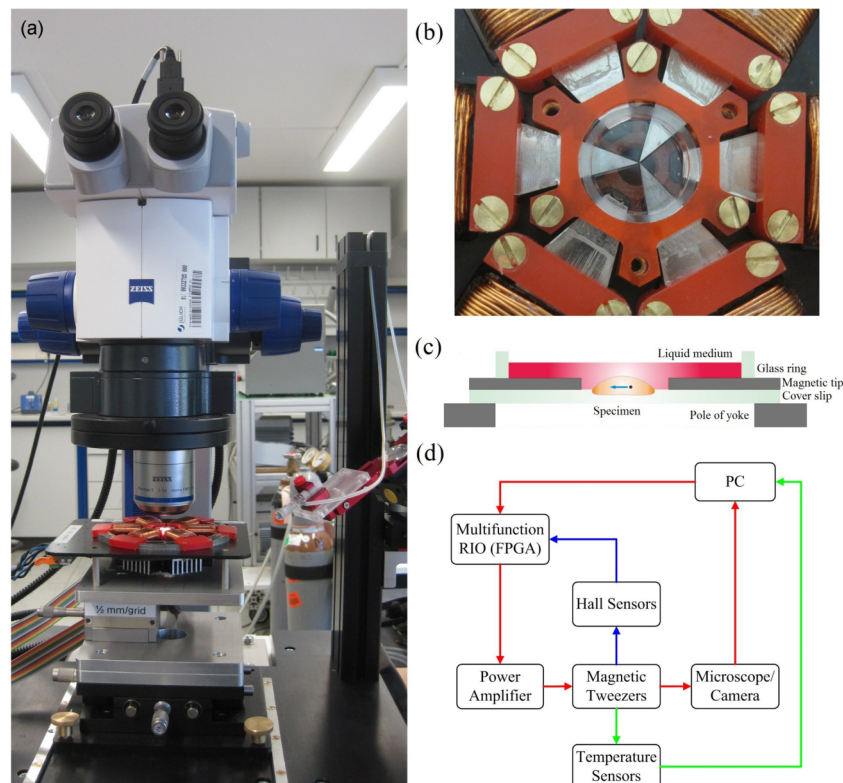 (a)
ZEISS
ZEISS
½ mm/grid
(b)
(c)
Liquid medium
Glass ring
Magnetic tip
Cover slip
Specimen
Pole of yoke
(d)
PC
Multifunction
RIO (FPGA)
Hall Sensors
Power
Amplifier
Magnetic
Tweezers
Microscope/
Camera
Temperature
Sensors